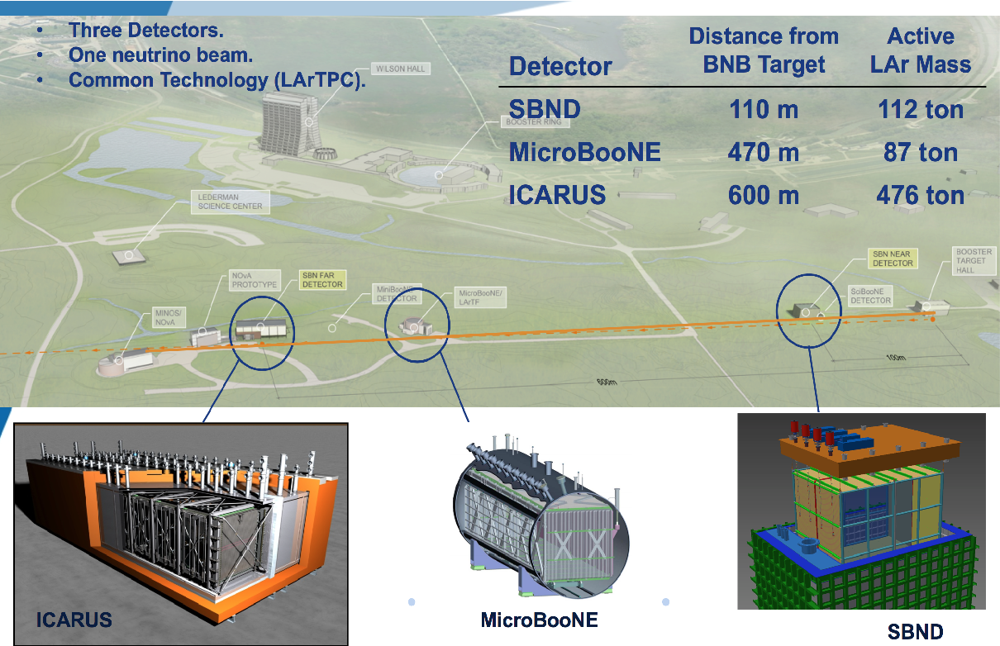 • Three Detectors.
• One neutrino beam.
• Common Technology (LArTPC).
Detector Distance from BNB Target Active LAr Mass
SBND 110 m 112 ton
MicroBooNE 470 m 87 ton
ICARUS 600 m 476 ton
WILSON HALL
BOOSTER RING
LEDERMAN
SCIENCE CENTER
NOvA
PROTOTYPE
SBN FAR
DETECTOR
MiniBooNE
DETECTOR
MicroBooNE/
LArTF
MINOS/
NOvA
SBN NEAR
DETECTOR
SciBooNE
DETECTOR
BOOSTER
TARGET
HALL
100m
600m
ICARUS
MicroBooNE
SBND